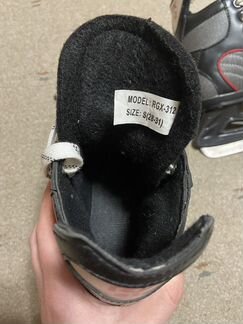 MODEL: RGX-312
SIZE: S(28-31)